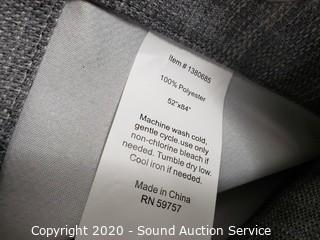 Item # 1380685
100% Polyester
52"x84"
Machine wash cold,
gentle cycle.use only
non-chlorine bleach if
needed. Tumble dry low.
Cool iron if needed.
Made in China
RN 59757
Copyright 2020 - Sound Auction Service